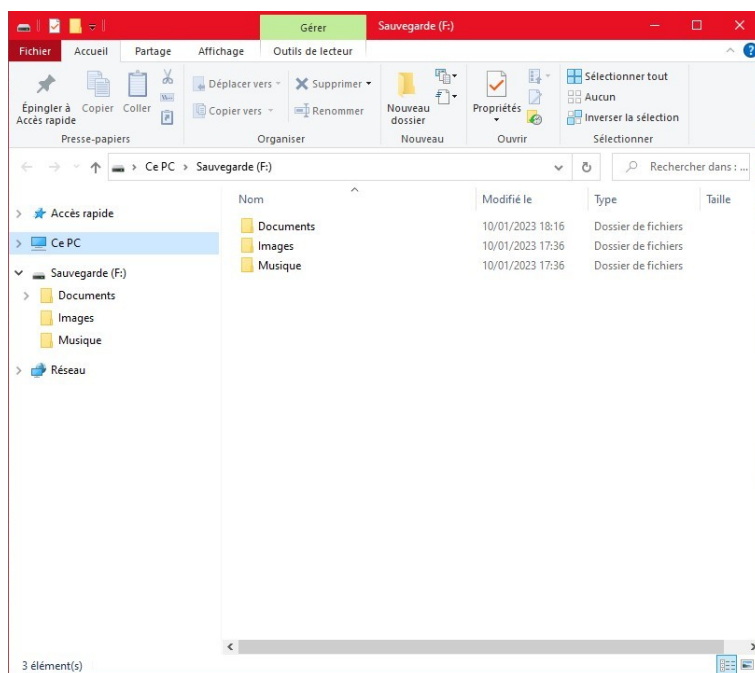 Gérer
Sauvegarde (F:)
Fichier
Accueil
Partage
Affichage
Outils de lecteur
Épingler à
Accès rapide
Copier
Coller
Déplacer vers
Copier vers
Supprimer
Renommer
Nouveau
dossier
Propriétés
Sélectionner tout
Aucun
Inverser la sélection
Presse-papiers
Organiser
Nouveau
Ouvrir
Sélectionner
Ce PC
Sauvegarde (F:)
Rechercher dans : ...
Nom
Modifié le
Type
Taille
Accès rapide
Ce PC
Sauvegarde (F:)
Documents
Images
Musique
Réseau
Documents 10/01/2023 18:16 Dossier de fichiers
Images 10/01/2023 17:36 Dossier de fichiers
Musique 10/01/2023 17:36 Dossier de fichiers
3 élément(s)